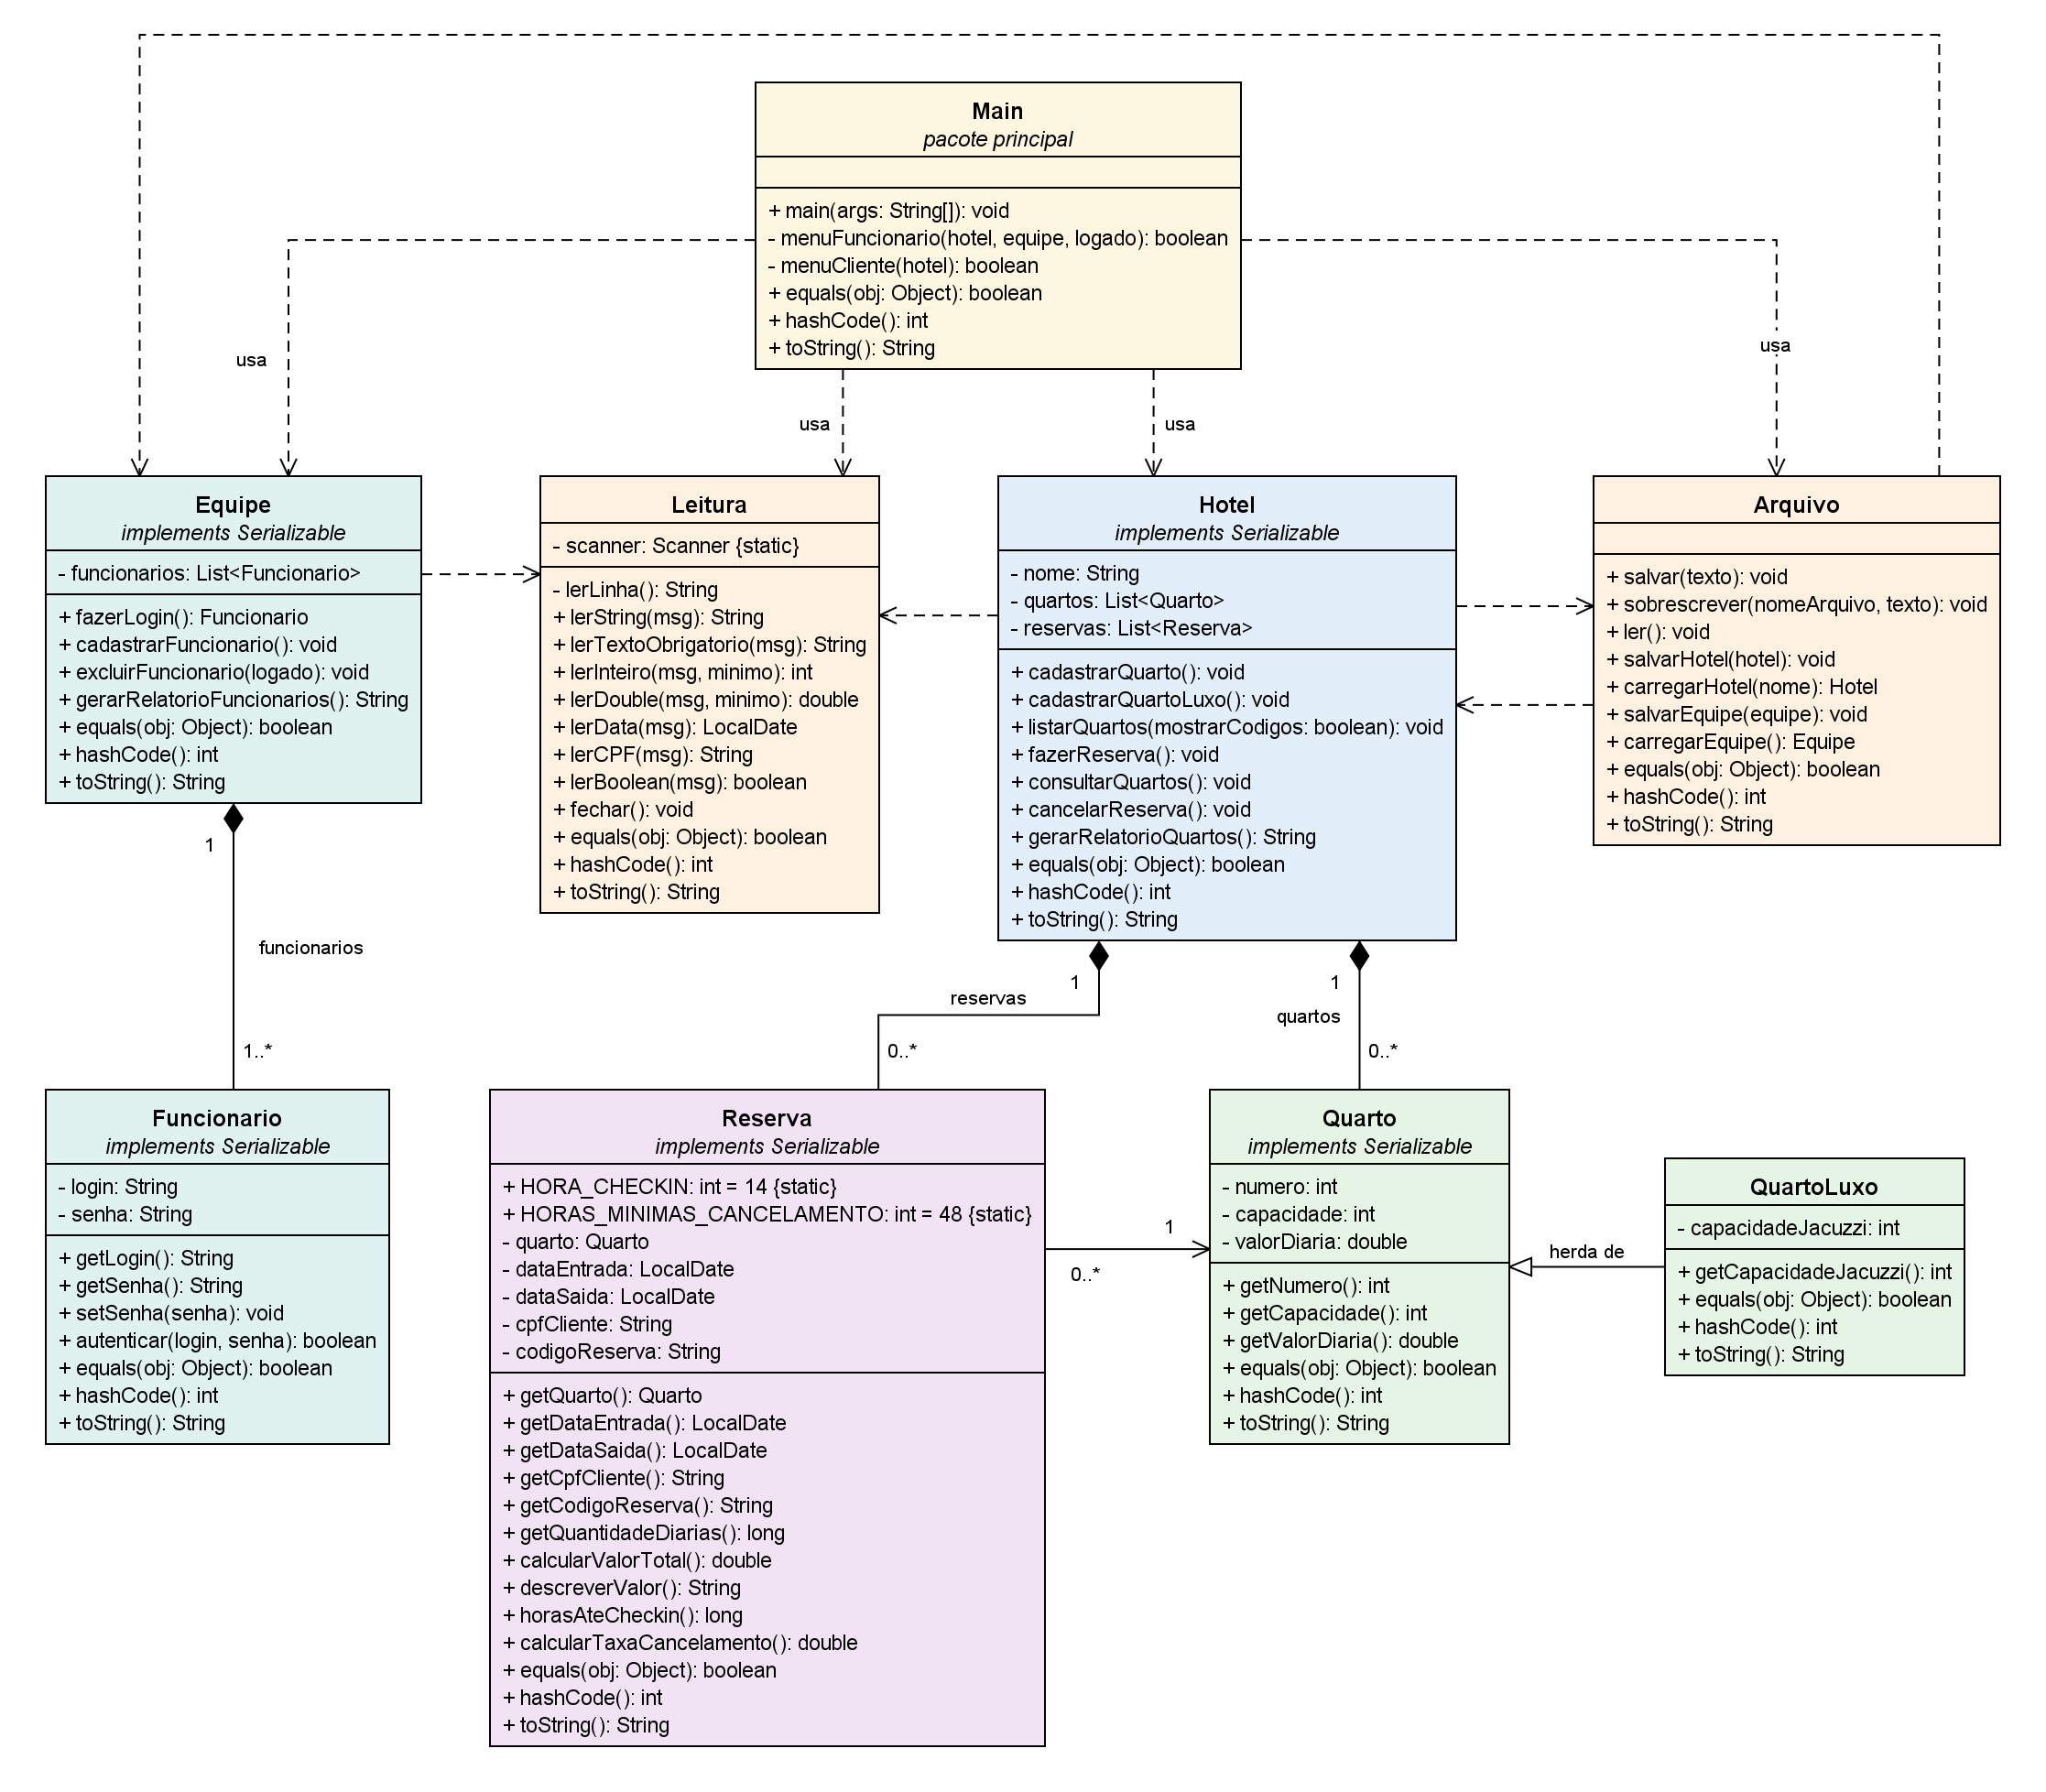 Main
pacote principal
+ main(args: String[]): void
- menuFuncionario(hotel, equipe, logado): boolean
- menuCliente(hotel): boolean
+ equals(obj: Object): boolean
+ hashCode(): int
+ toString(): String
usa
usa
usa
usa
Equipe
implements Serializable
- funcionarios: List<Funcionario>
+ fazerLogin(): Funcionario
+ cadastrarFuncionario(): void
+ excluirFuncionario(logado): void
+ gerarRelatorioFuncionarios(): String
+ equals(obj: Object): boolean
+ hashCode(): int
+ toString(): String
Leitura
- scanner: Scanner {static}
- lerLinha(): String
+ lerString(msg): String
+ lerTextoObrigatorio(msg): String
+ lerInteiro(msg, minimo): int
+ lerDouble(msg, minimo): double
+ lerData(msg): LocalDate
+ lerCPF(msg): String
+ lerBoolean(msg): boolean
+ fechar(): void
+ equals(obj: Object): boolean
+ hashCode(): int
+ toString(): String
Hotel
implements Serializable
- nome: String
- quartos: List<Quarto>
- reservas: List<Reserva>
+ cadastrarQuarto(): void
+ cadastrarQuartoLuxo(): void
+ listarQuartos(mostrarCodigos: boolean): void
+ fazerReserva(): void
+ consultarQuartos(): void
+ cancelarReserva(): void
+ gerarRelatorioQuartos(): String
+ equals(obj: Object): boolean
+ hashCode(): int
+ toString(): String
Arquivo
+ salvar(texto): void
+ sobrescrever(nomeArquivo, texto): void
+ ler(): void
+ salvarHotel(hotel): void
+ carregarHotel(nome): Hotel
+ salvarEquipe(equipe): void
+ carregarEquipe(): Equipe
+ equals(obj: Object): boolean
+ hashCode(): int
+ toString(): String
1
funcionarios
1..*
1
reservas
0..*
1
quartos
0..*
Funcionario
implements Serializable
- login: String
- senha: String
+ getLogin(): String
+ getSenha(): String
+ setSenha(senha): void
+ autenticar(login, senha): boolean
+ equals(obj: Object): boolean
+ hashCode(): int
+ toString(): String
Reserva
implements Serializable
+ HORA_CHECKIN: int = 14 {static}
+ HORAS_MINIMAS_CANCELAMENTO: int = 48 {static}
- quarto: Quarto
- dataEntrada: LocalDate
- dataSaida: LocalDate
- cpfCliente: String
- codigoReserva: String
+ getQuarto(): Quarto
+ getDataEntrada(): LocalDate
+ getDataSaida(): LocalDate
+ getCpfCliente(): String
+ getCodigoReserva(): String
+ getQuantidadeDiarias(): long
+ calcularValorTotal(): double
+ descreverValor(): String
+ horasAteCheckin(): long
+ calcularTaxaCancelamento(): double
+ equals(obj: Object): boolean
+ hashCode(): int
+ toString(): String
1
0..*
Quarto
implements Serializable
- numero: int
- capacidade: int
- valorDiaria: double
+ getNumero(): int
+ getCapacidade(): int
+ getValorDiaria(): double
+ equals(obj: Object): boolean
+ hashCode(): int
+ toString(): String
herda de
QuartoLuxo
- capacidadeJacuzzi: int
+ getCapacidadeJacuzzi(): int
+ equals(obj: Object): boolean
+ hashCode(): int
+ toString(): String